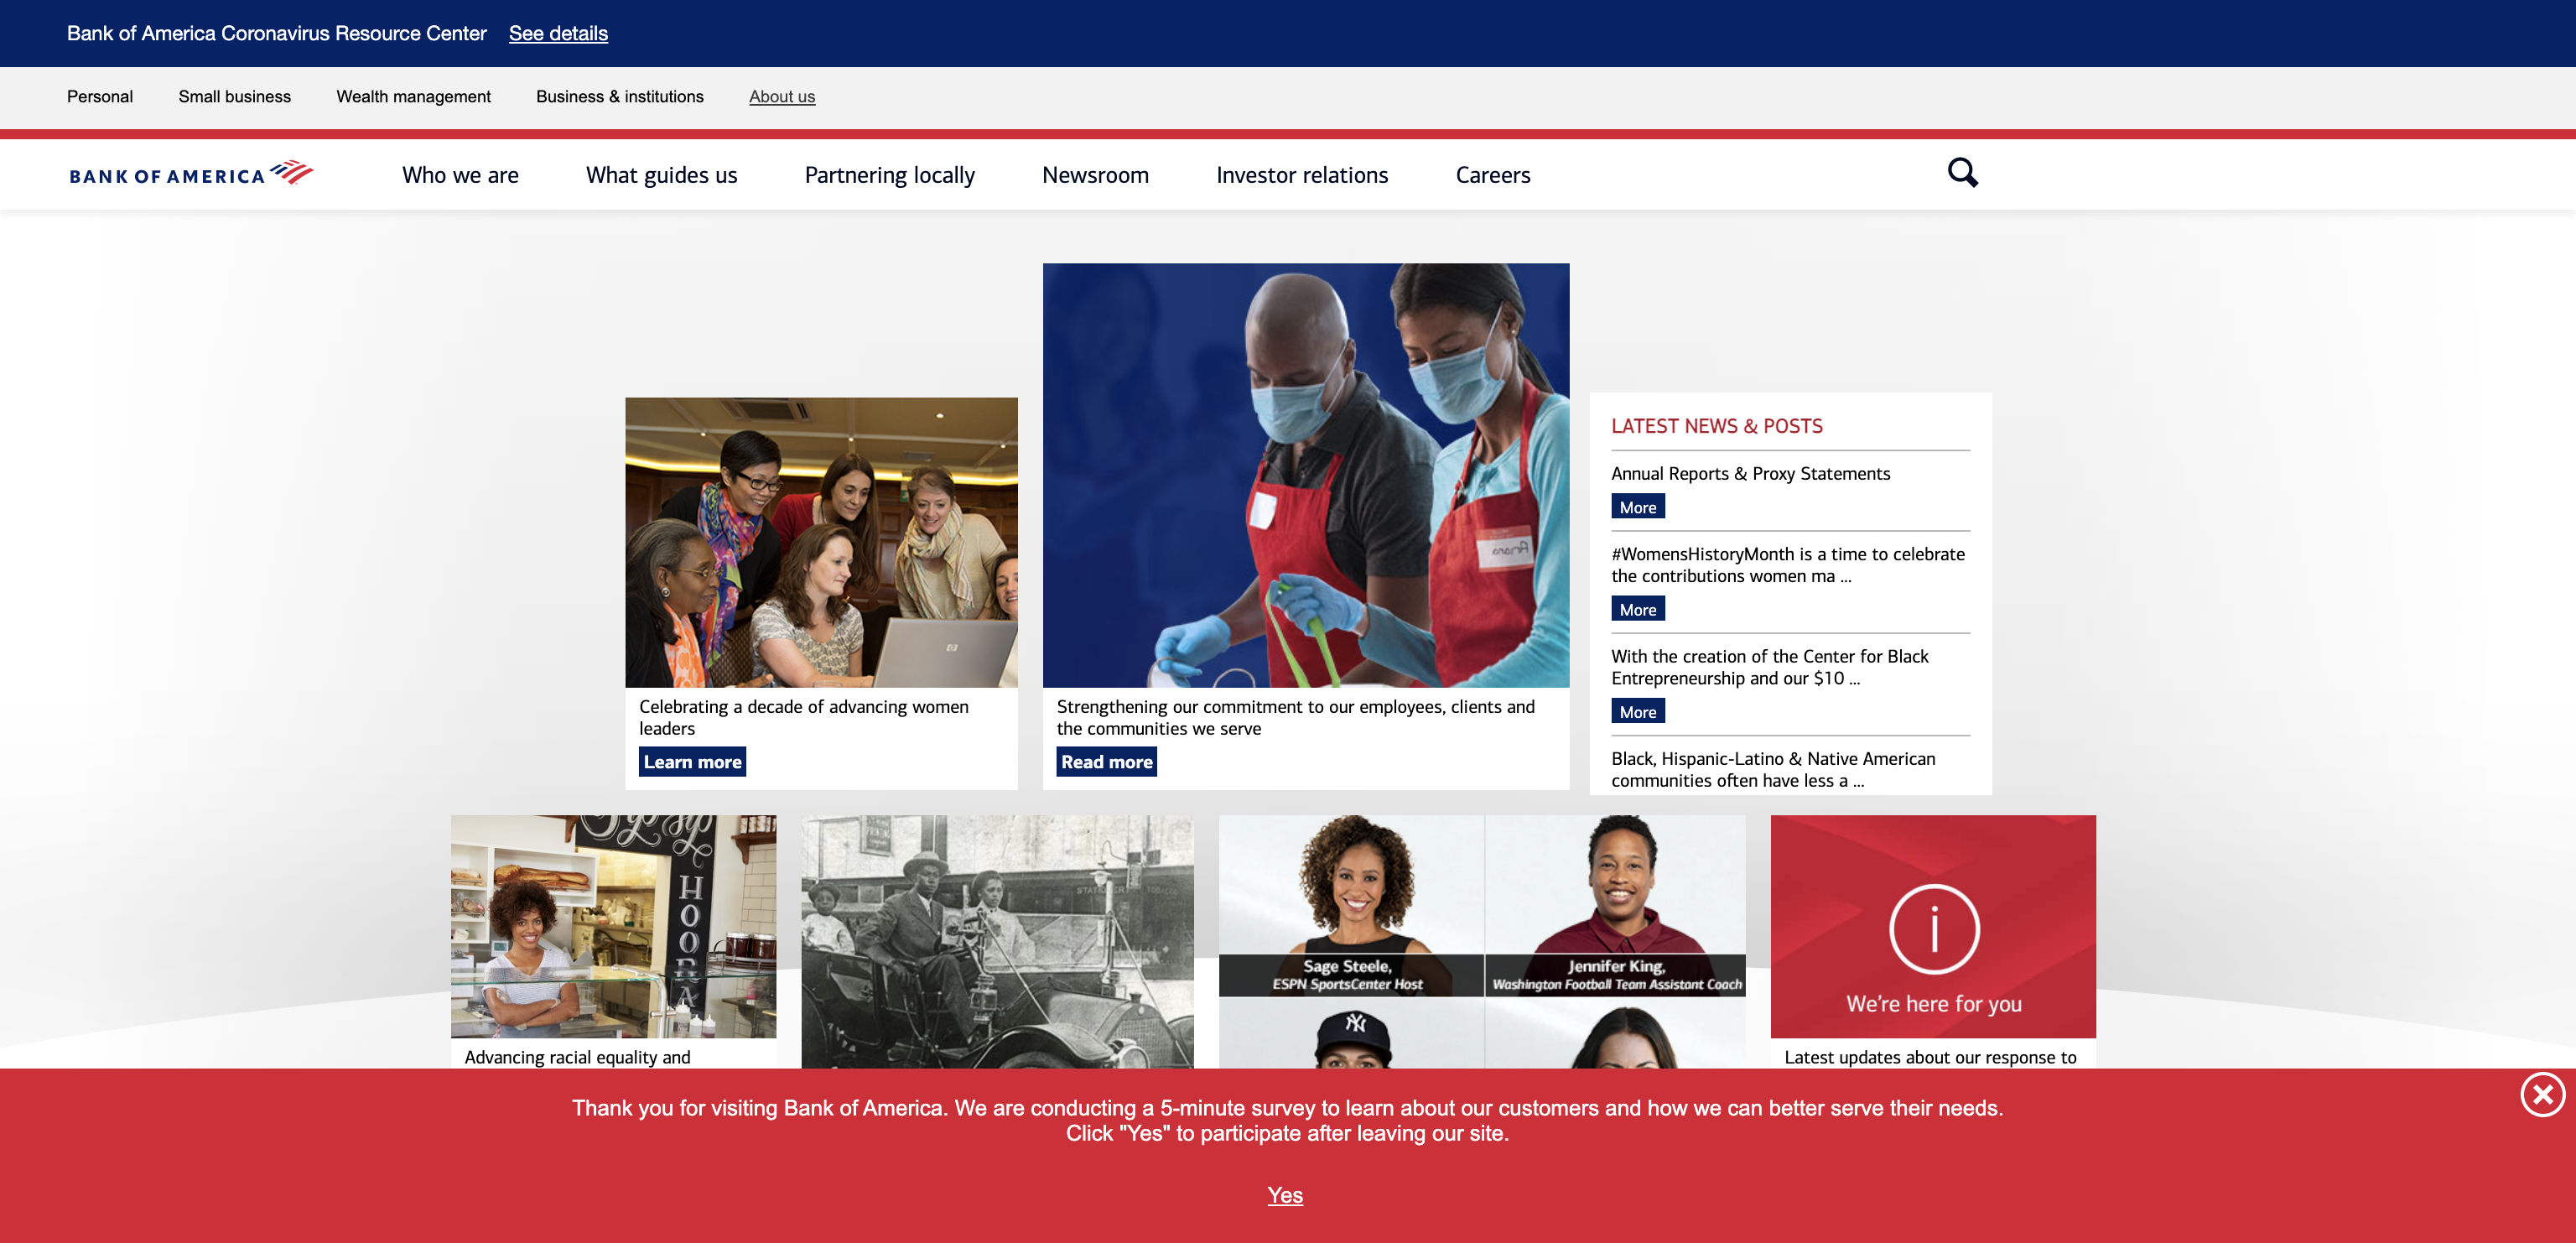 Bank of America Coronavirus Resource Center See details
Personal Small business Wealth management Business & institutions About us
BANK OF AMERICA Who we are What guides us Partnering locally Newsroom Investor relations Careers
Celebrating a decade of advancing women
leaders
Learn more
Strengthening our commitment to our employees, clients and
the communities we serve
Read more
LATEST NEWS & POSTS
Annual Reports & Proxy Statements
More
#WomensHistoryMonth is a time to celebrate
the contributions women ma ...
More
With the creation of the Center for Black
Entrepreneurship and our $10 ...
More
Black, Hispanic-Latino & Native American
communities often have less a ...
Advancing racial equality and
Sage Steele,
ESPN SportsCenter Host
Jennifer King,
Washington Football Team Assistant Coach
NY
i
We're here for you
Latest updates about our response to
Thank you for visiting Bank of America. We are conducting a 5-minute survey to learn about our customers and how we can better serve their needs.
Click "Yes" to participate after leaving our site.
Yes